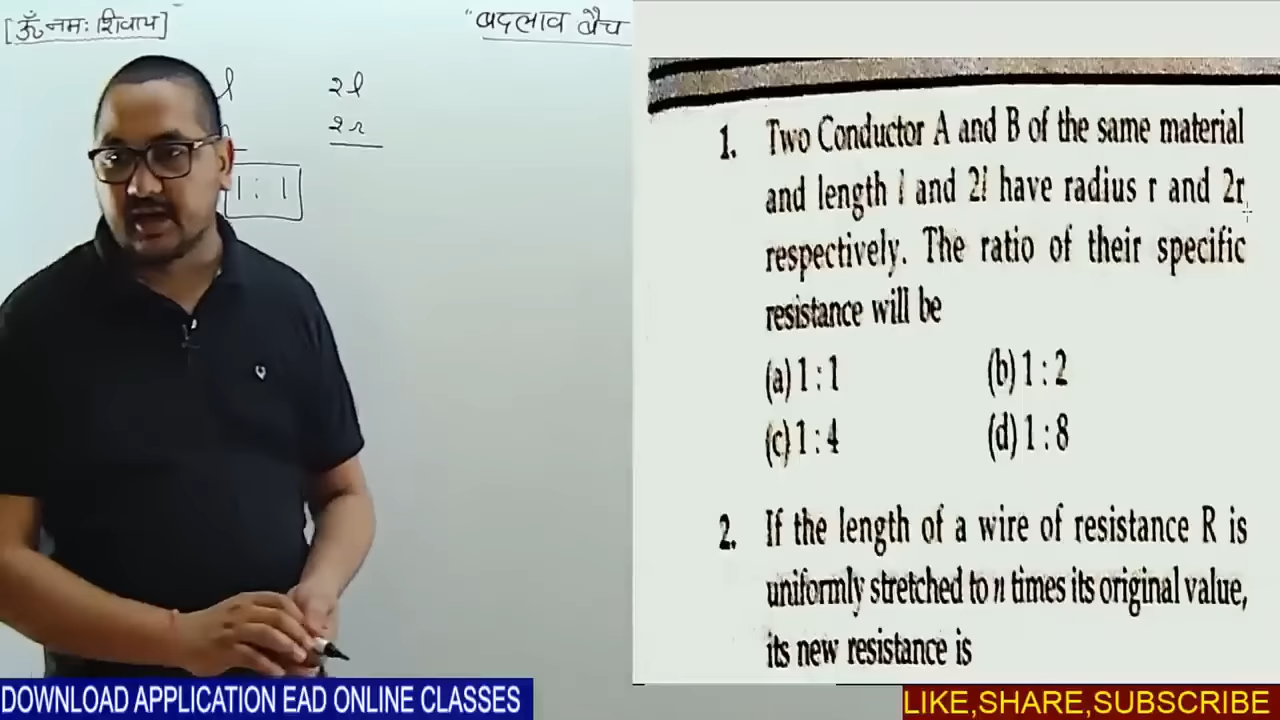 [ॐ नमः शिवाय]
"बदलाव बैच
l 2l
2r
1 : 1
1. Two Conductor A and B of the same material
and length l and 2l have radius r and 2r
respectively. The ratio of their specific
resistance will be
(a) 1 : 1 (b) 1 : 2
(c) 1 : 4 (d) 1 : 8
2. If the length of a wire of resistance R is
uniformly stretched to n times its original value,
its new resistance is
DOWNLOAD APPLICATION EAD ONLINE CLASSES
LIKE,SHARE,SUBSCRIBE